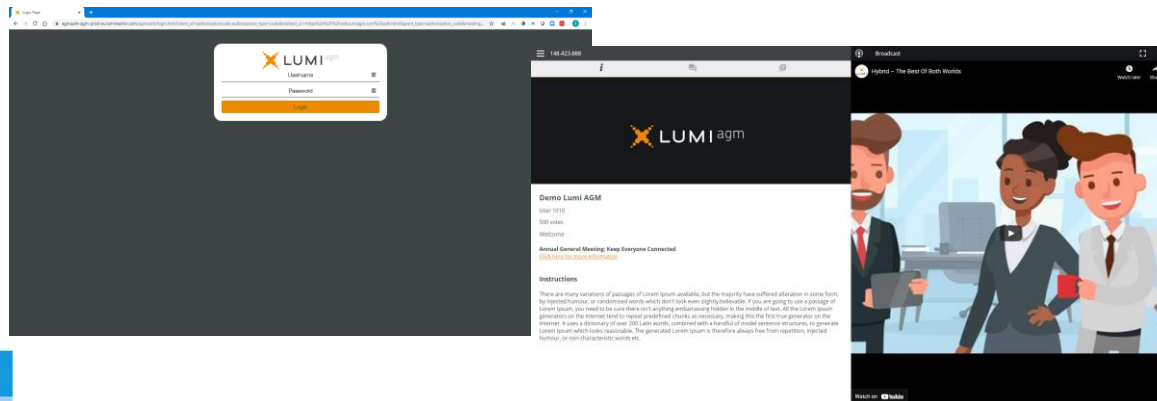 Login Page
LUMI agm
Username
Password
Login
148-423-888
i
LUMI agm
Demo Lumi AGM
User 1010
500 votes
Welcome
Annual General Meeting: Keep Everyone Connected
Click here for more information
Instructions
There are many variations of passages of Lorem Ipsum available, but the majority have suffered alteration in some form,
by injected humour, or randomised words which don't look even slightly believable. If you are going to use a passage of
Lorem Ipsum, you need to be sure there isn't anything embarrassing hidden in the middle of text. All the Lorem Ipsum
generators on the Internet tend to repeat predefined chunks as necessary, making this the first true generator on the
Internet. It uses a dictionary of over 200 Latin words, combined with a handful of model sentence structures, to generate
Lorem Ipsum which looks reasonable. The generated Lorem Ipsum is therefore always free from repetition, injected
humour, or non-characteristic words etc.
Broadcast
Hybrid – The Best Of Both Worlds
Watch later
Watch on YouTube